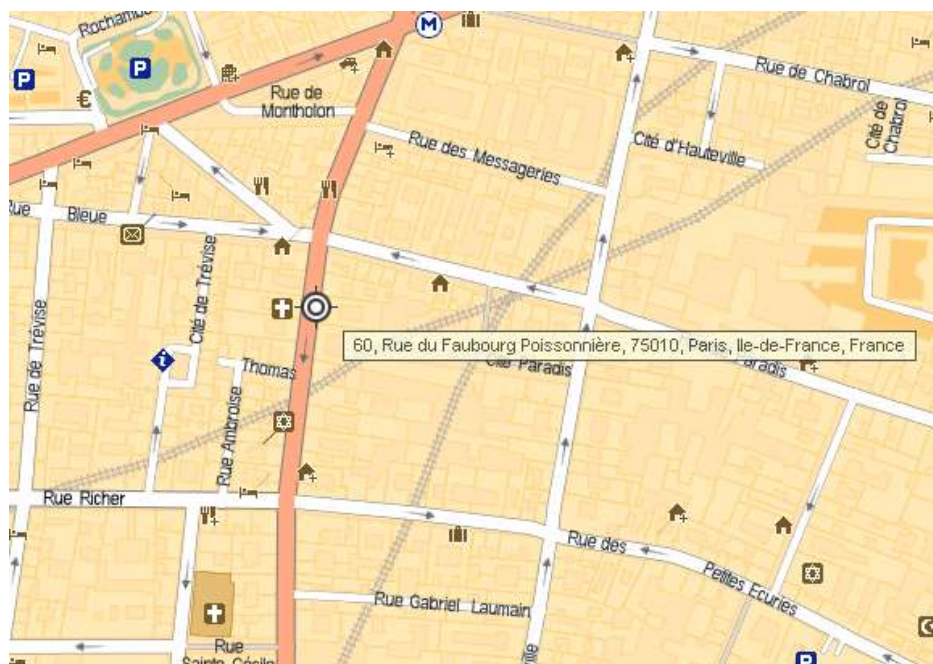 Rochambe
M
P
P
€
Rue de
Montholon
Rue de Chabrol
Rue des Messageries
Cité d'Hauteville
Cité de
Chabrol
Rue
Bleue
Cité de Trévise
Rue de Trévise
60, Rue du Faubourg Poissonnière, 75010, Paris, Ile-de-France, France
i
Thomas
Cité Paradis
Paradis
Rue Ambroise
Rue Richer
Rue des
Petites Ecuries
Rue Gabriel Laumain
Rue
Sainte Cécile
ville
P